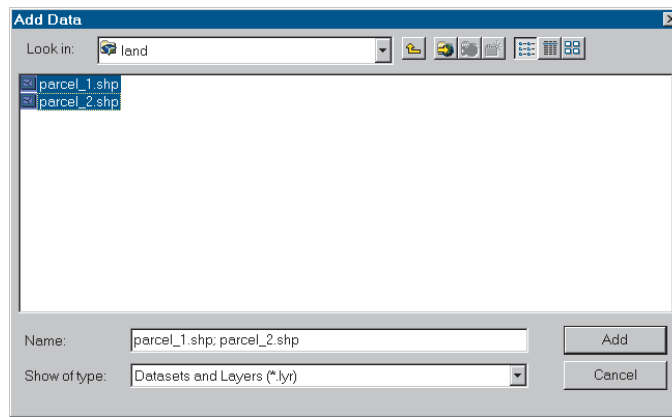 Add Data
Look in: land
parcel_1.shp
parcel_2.shp
Name: parcel_1.shp; parcel_2.shp Add
Show of type: Datasets and Layers (*.lyr) Cancel